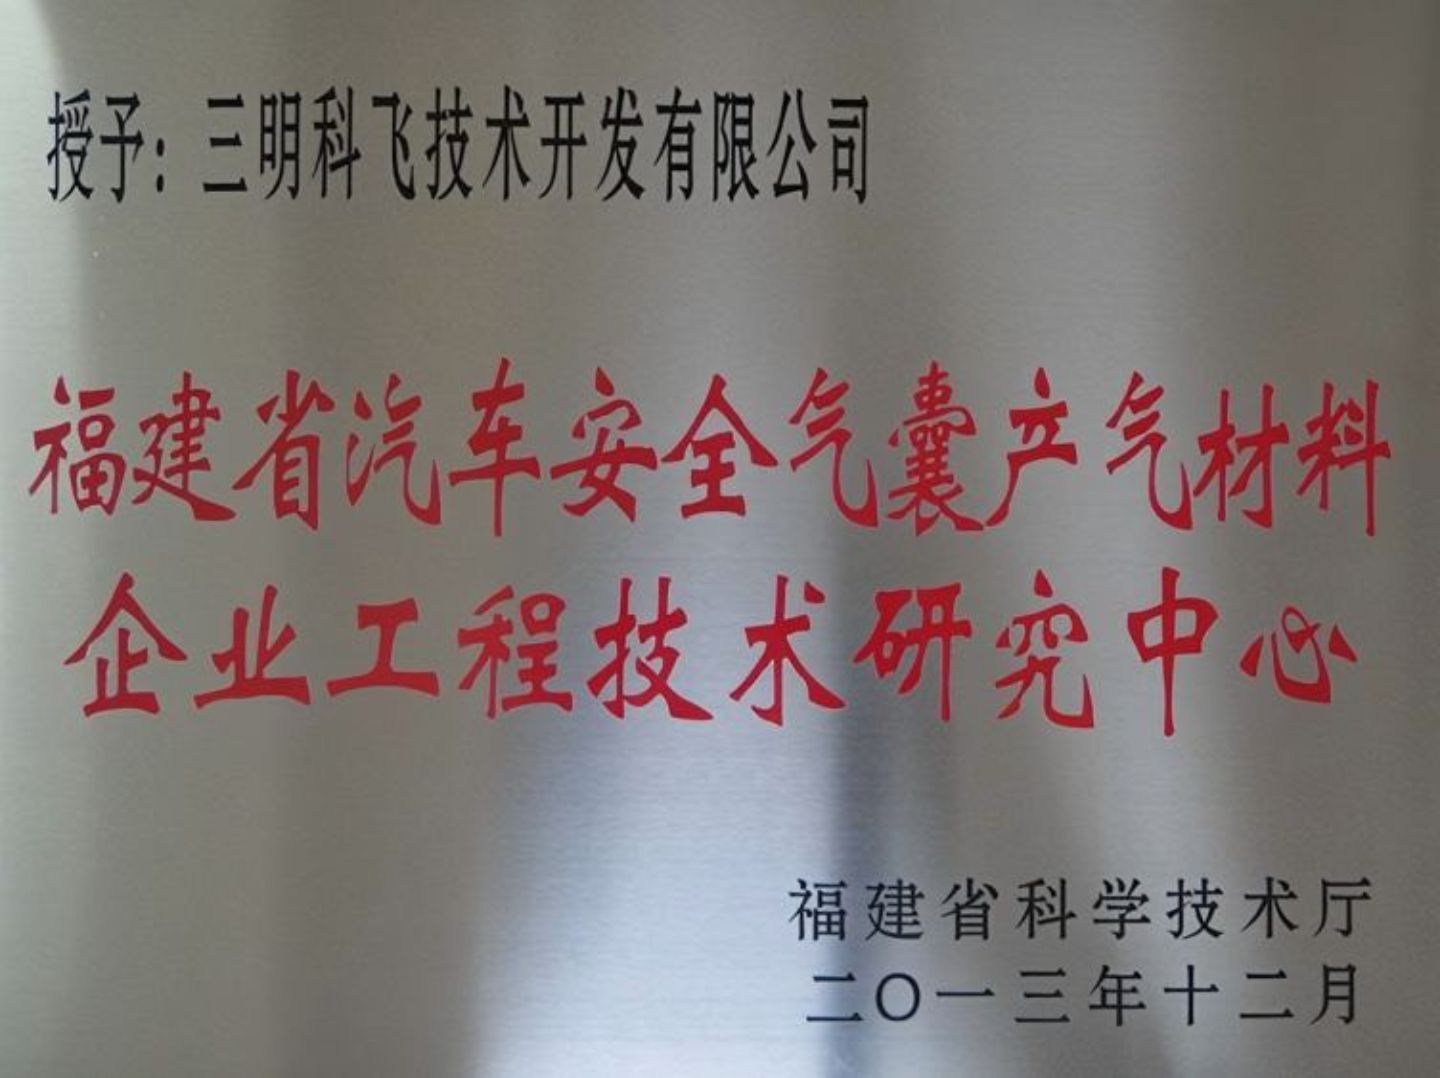 授予：三明科飞技术开发有限公司
福建省汽车安全气囊产气材料
企业工程技术研究中心
福建省科学技术厅
二〇一三年十二月